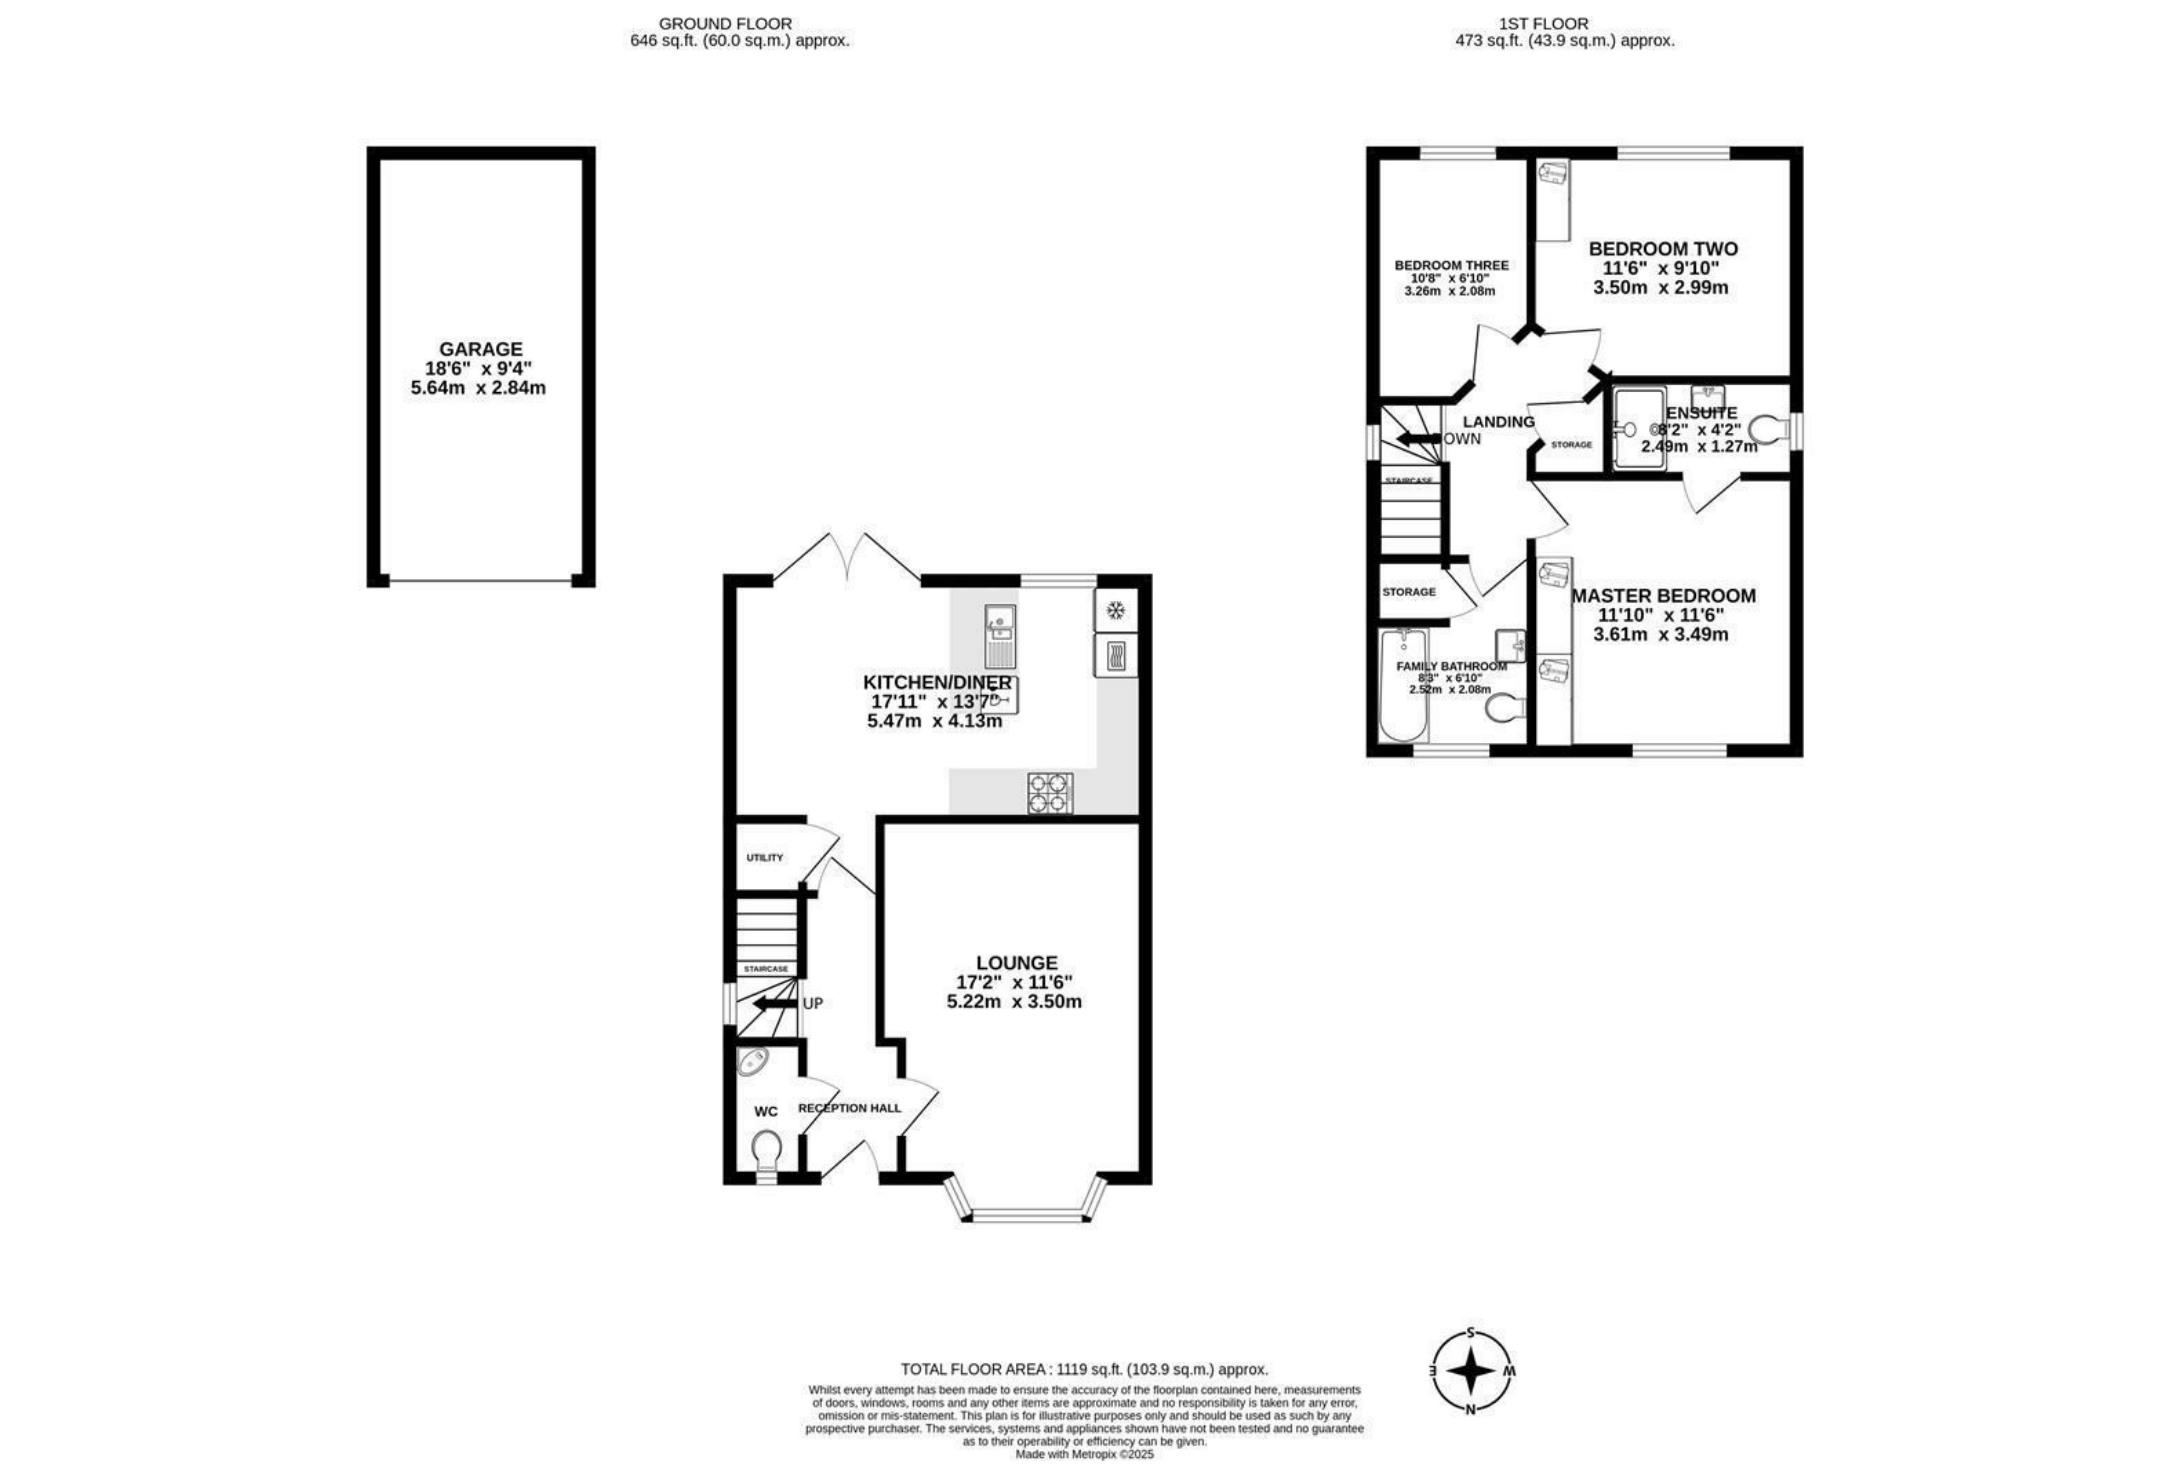 GROUND FLOOR
646 sq.ft. (60.0 sq.m.) approx.
1ST FLOOR
473 sq.ft. (43.9 sq.m.) approx.
GARAGE
18'6" x 9'4"
5.64m x 2.84m
BEDROOM THREE
10'8" x 6'10"
3.26m x 2.08m
BEDROOM TWO
11'6" x 9'10"
3.50m x 2.99m
LANDING
OWN
STORAGE
ENSUITE
8'2" x 4'2"
2.49m x 1.27m
STAIRCASE
STORAGE
MASTER BEDROOM
11'10" x 11'6"
3.61m x 3.49m
FAMILY BATHROOM
8'3" x 6'10"
2.52m x 2.08m
KITCHEN/DINER
17'11" x 13'7"
5.47m x 4.13m
UTILITY
STAIRCASE
UP
LOUNGE
17'2" x 11'6"
5.22m x 3.50m
WC
RECEPTION HALL
S
E
W
N
TOTAL FLOOR AREA : 1119 sq.ft. (103.9 sq.m.) approx.
Whilst every attempt has been made to ensure the accuracy of the floorplan contained here, measurements
of doors, windows, rooms and any other items are approximate and no responsibility is taken for any error,
omission or mis-statement. This plan is for illustrative purposes only and should be used as such by any
prospective purchaser. The services, systems and appliances shown have not been tested and no guarantee
as to their operability or efficiency can be given.
Made with Metropix ©2025